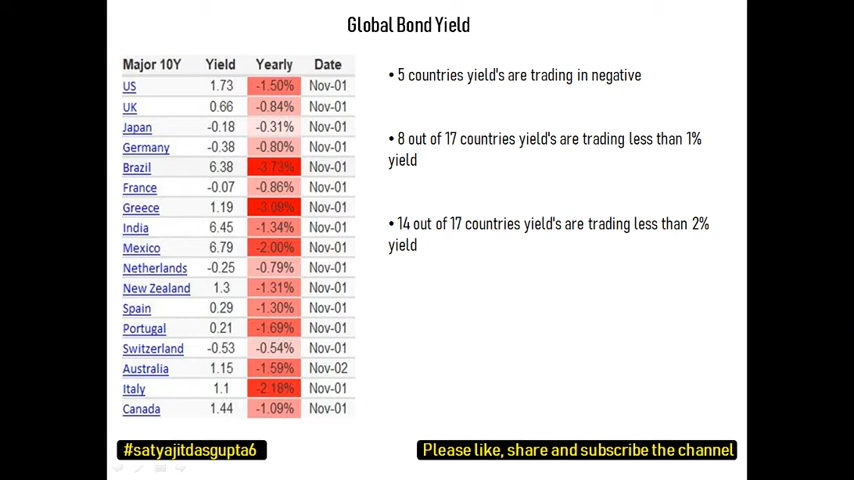 Global Bond Yield
Major 10Y Yield Yearly Date
US 1.73 -1.50% Nov-01
UK 0.66 -0.84% Nov-01
Japan -0.18 -0.31% Nov-01
Germany -0.38 -0.80% Nov-01
Brazil 6.38 -3.73% Nov-01
France -0.07 -0.86% Nov-01
Greece 1.19 -3.09% Nov-01
India 6.45 -1.34% Nov-01
Mexico 6.79 -2.00% Nov-01
Netherlands -0.25 -0.79% Nov-01
New Zealand 1.3 -1.31% Nov-01
Spain 0.29 -1.30% Nov-01
Portugal 0.21 -1.69% Nov-01
Switzerland -0.53 -0.54% Nov-01
Australia 1.15 -1.59% Nov-02
Italy 1.1 -2.18% Nov-01
Canada 1.44 -1.09% Nov-01
• 5 countries yield's are trading in negative
• 8 out of 17 countries yield's are trading less than 1%
yield
• 14 out of 17 countries yield's are trading less than 2%
yield
#satyajitdasgupta6
Please like, share and subscribe the channel